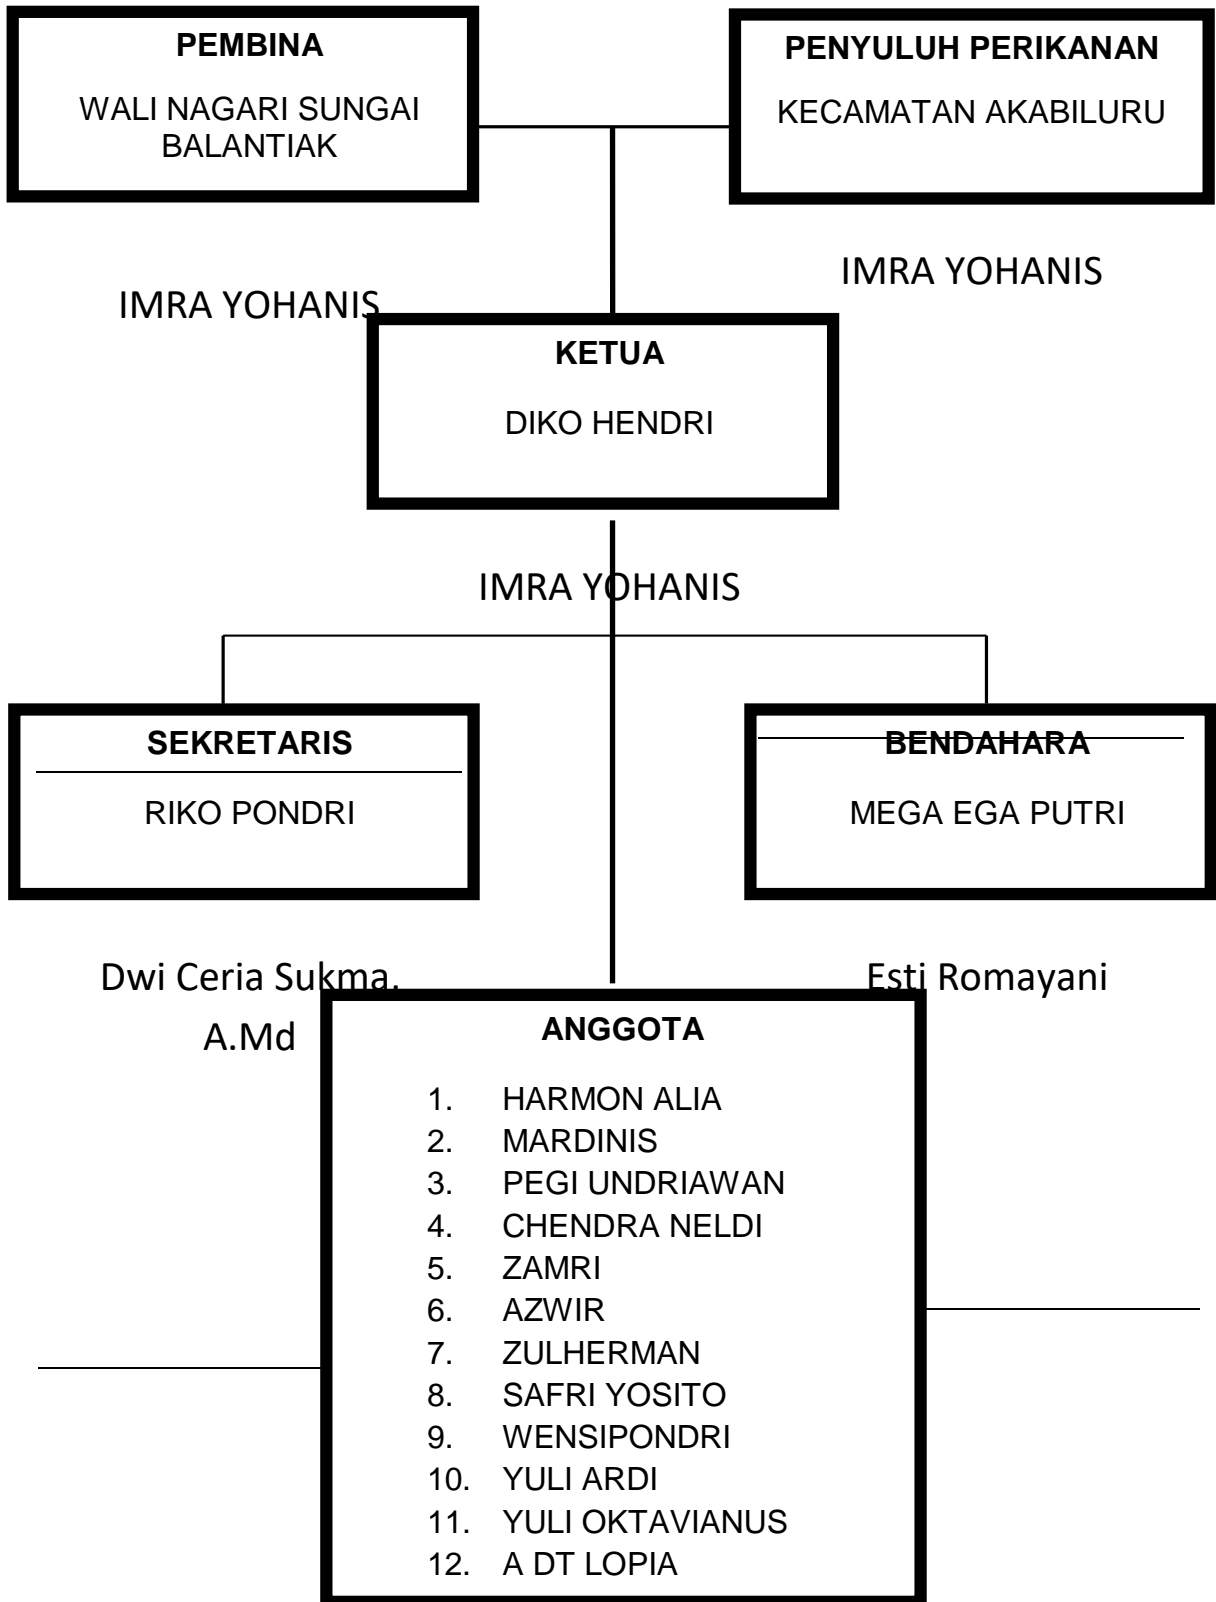 PEMBINA
WALI NAGARI SUNGAI
BALANTIAK
PENYULUH PERIKANAN
KECAMATAN AKABILURU
IMRA YOHANIS
IMRA YOHANIS
KETUA
DIKO HENDRI
IMRA YOHANIS
SEKRETARIS
RIKO PONDRI
BENDAHARA
MEGA EGA PUTRI
Dwi Ceria Sukma.
A.Md
Esti Romayani
ANGGOTA
1. HARMON ALIA
2. MARDINIS
3. PEGI UNDRIAWAN
4. CHENDRA NELDI
5. ZAMRI
6. AZWIR
7. ZULHERMAN
8. SAFRI YOSITO
9. WENSIPONDRI
10. YULI ARDI
11. YULI OKTAVIANUS
12. A DT LOPIA